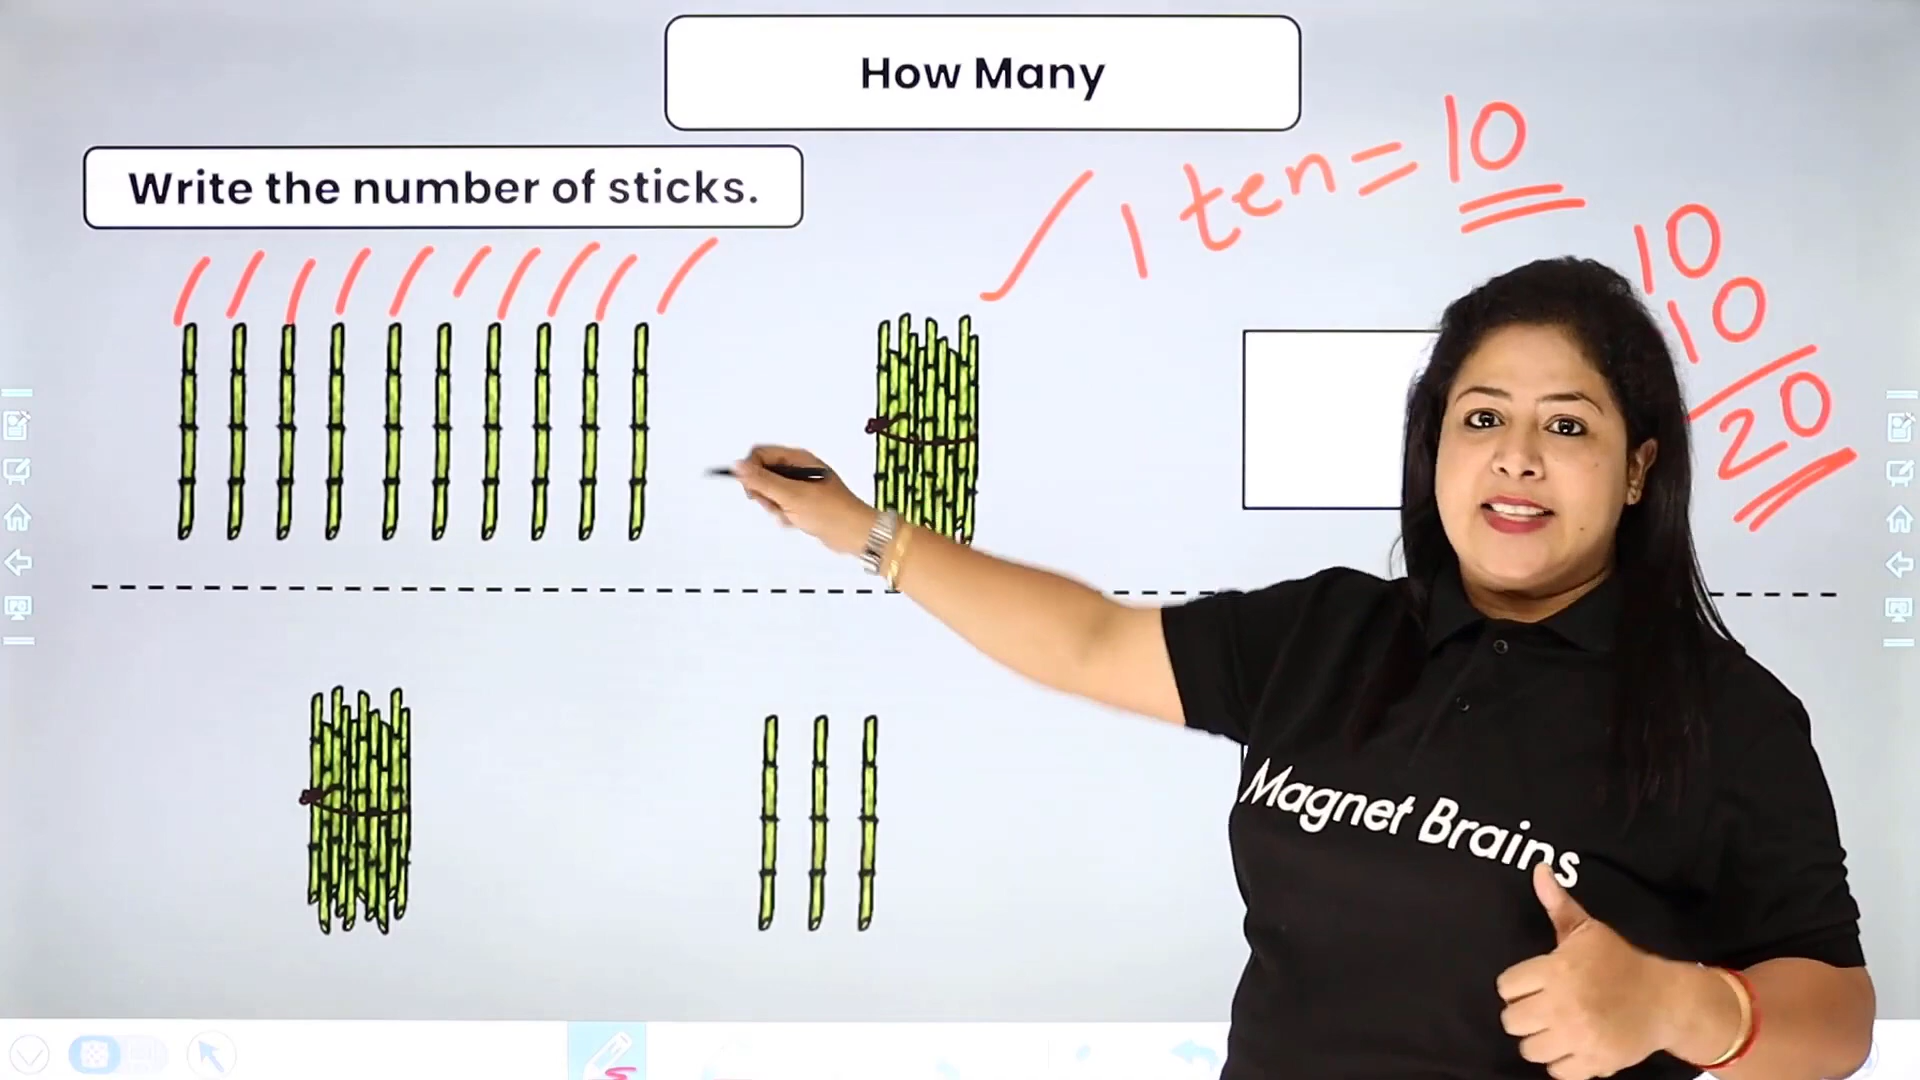 How Many
Write the number of sticks.
1 ten = 10
10
10
20
Magnet Brains